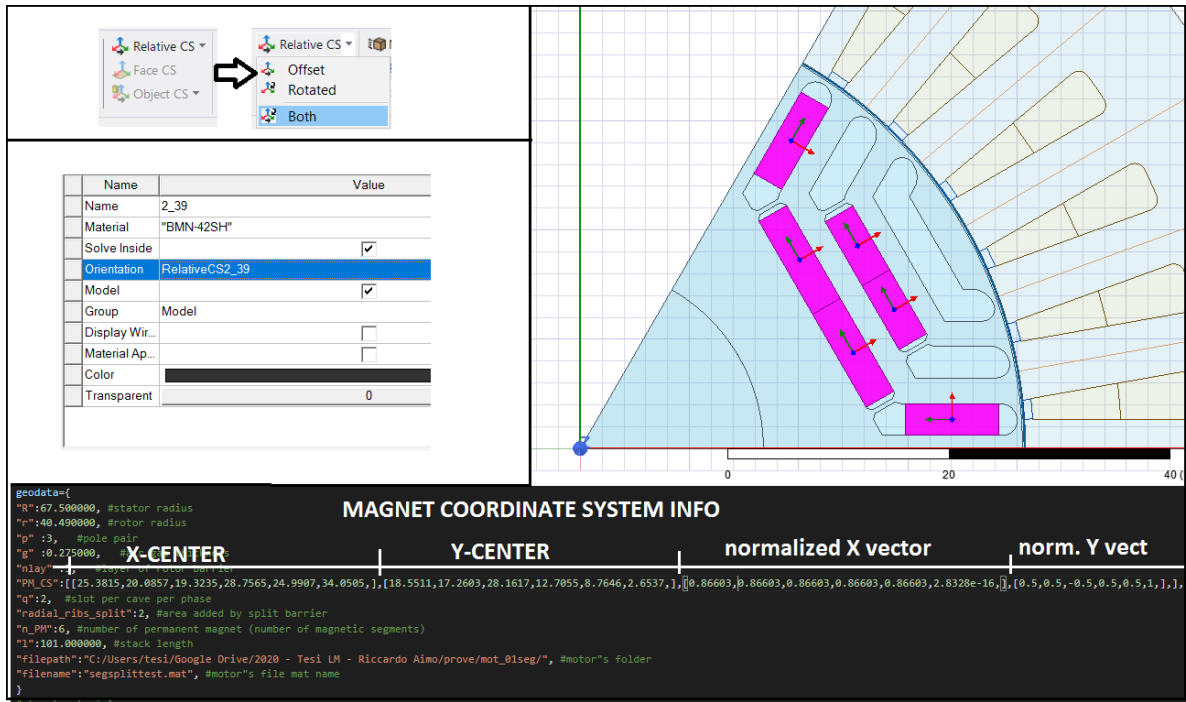 Relative CS
Face CS
Object CS
Relative CS
Offset
Rotated
Both
Name Value
Name 2_39
Material "BMN-42SH"
Solve Inside
Orientation RelativeCS2_39
Model
Group Model
Display Wir...
Material Ap...
Color
Transparent 0
Z
0 20 40 (
geodata={
"R":67.500000, #stator radius
"r":40.490000, #rotor radius
"p" :3, #pole pair
"g" :0.275000,
MAGNET COORDINATE SYSTEM INFO
X-CENTER Y-CENTER normalized X vector norm. Y vect
"PM_CS":[[25.3815,20.0857,19.3235,28.7565,24.9907,34.0505,],[18.5511,17.2603,28.1617,12.7055,8.7646,2.6537,],[0.86603,0.86603,0.86603,0.86603,0.86603,2.8328e-16,],[0.5,0.5,-0.5,0.5,0.5,1,],],
"q":2, #slot per cave per phase
"radial_ribs_split":2, #area added by split barrier
"n_PM":6, #number of permanent magnet (number of magnetic segments)
"l":101.000000, #stack length
"filepath":"C:/Users/tesi/Google Drive/2020 - Tesi LM - Riccardo Aimo/prove/mot_01seg/", #motor"s folder
"filename":"segsplittest.mat", #motor"s file mat name
}